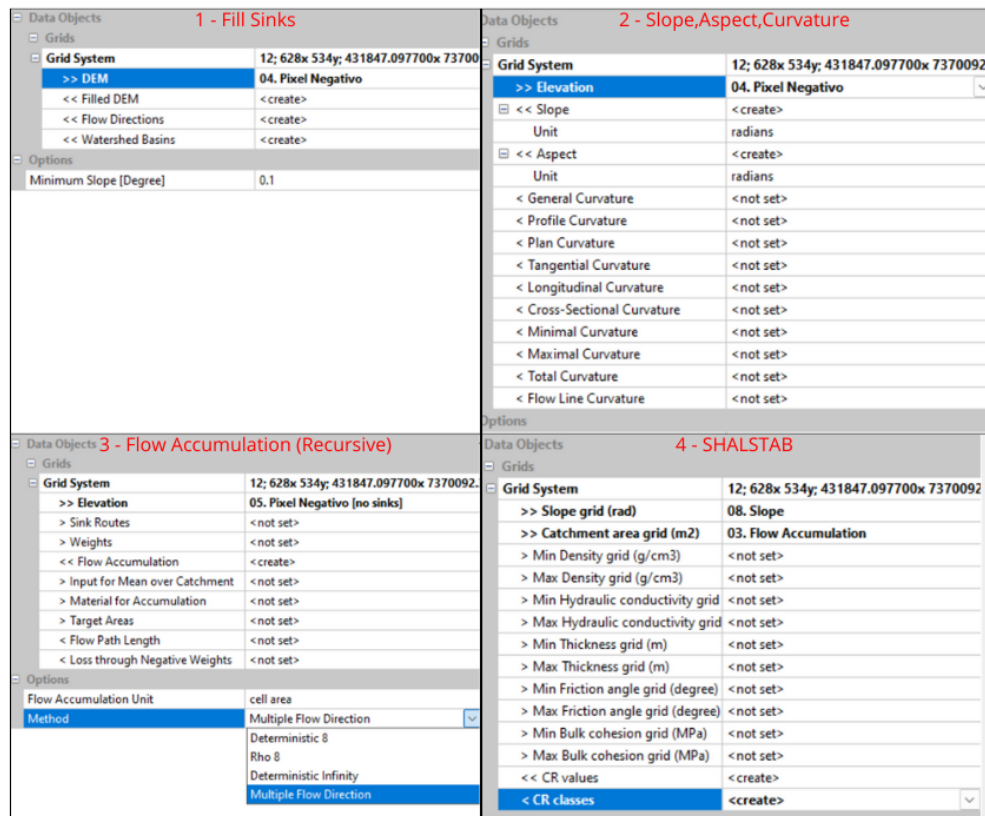 1 - Fill Sinks
Data Objects
Grids
Grid System 12; 628x 534y; 431847.097700x 7370
>> DEM 04. Pixel Negativo
<< Filled DEM <create>
<< Flow Directions <create>
<< Watershed Basins <create>
Options
Minimum Slope [Degree] 0.1
2 - Slope,Aspect,Curvature
Data Objects
Grids
Grid System 12; 628x 534y; 431847.097700x 7370092
>> Elevation 04. Pixel Negativo
<< Slope <create>
Unit radians
<< Aspect <create>
Unit radians
< General Curvature <not set>
< Profile Curvature <not set>
< Plan Curvature <not set>
< Tangential Curvature <not set>
< Longitudinal Curvature <not set>
< Cross-Sectional Curvature <not set>
< Minimal Curvature <not set>
< Maximal Curvature <not set>
< Total Curvature <not set>
< Flow Line Curvature <not set>
Options
3 - Flow Accumulation (Recursive)
Data Objects
Grids
Grid System 12; 628x 534y; 431847.097700x 7370092.
>> Elevation 05. Pixel Negativo [no sinks]
> Sink Routes <not set>
> Weights <not set>
<< Flow Accumulation <create>
> Input for Mean over Catchment <not set>
> Material for Accumulation <not set>
> Target Areas <not set>
< Flow Path Length <not set>
< Loss through Negative Weights <not set>
Options
Flow Accumulation Unit cell area
Method Multiple Flow Direction
Deterministic 8
Rho 8
Deterministic Infinity
Multiple Flow Direction
4 - SHALSTAB
Data Objects
Grids
Grid System 12; 628x 534y; 431847.097700x 7370092
>> Slope grid (rad) 08. Slope
>> Catchment area grid (m2) 03. Flow Accumulation
> Min Density grid (g/cm3) <not set>
> Max Density grid (g/cm3) <not set>
> Min Hydraulic conductivity grid <not set>
> Max Hydraulic conductivity grid <not set>
> Min Thickness grid (m) <not set>
> Max Thickness grid (m) <not set>
> Min Friction angle grid (degree) <not set>
> Max Friction angle grid (degree) <not set>
> Min Bulk cohesion grid (MPa) <not set>
> Max Bulk cohesion grid (MPa) <not set>
<< CR values <create>
< CR classes <create>